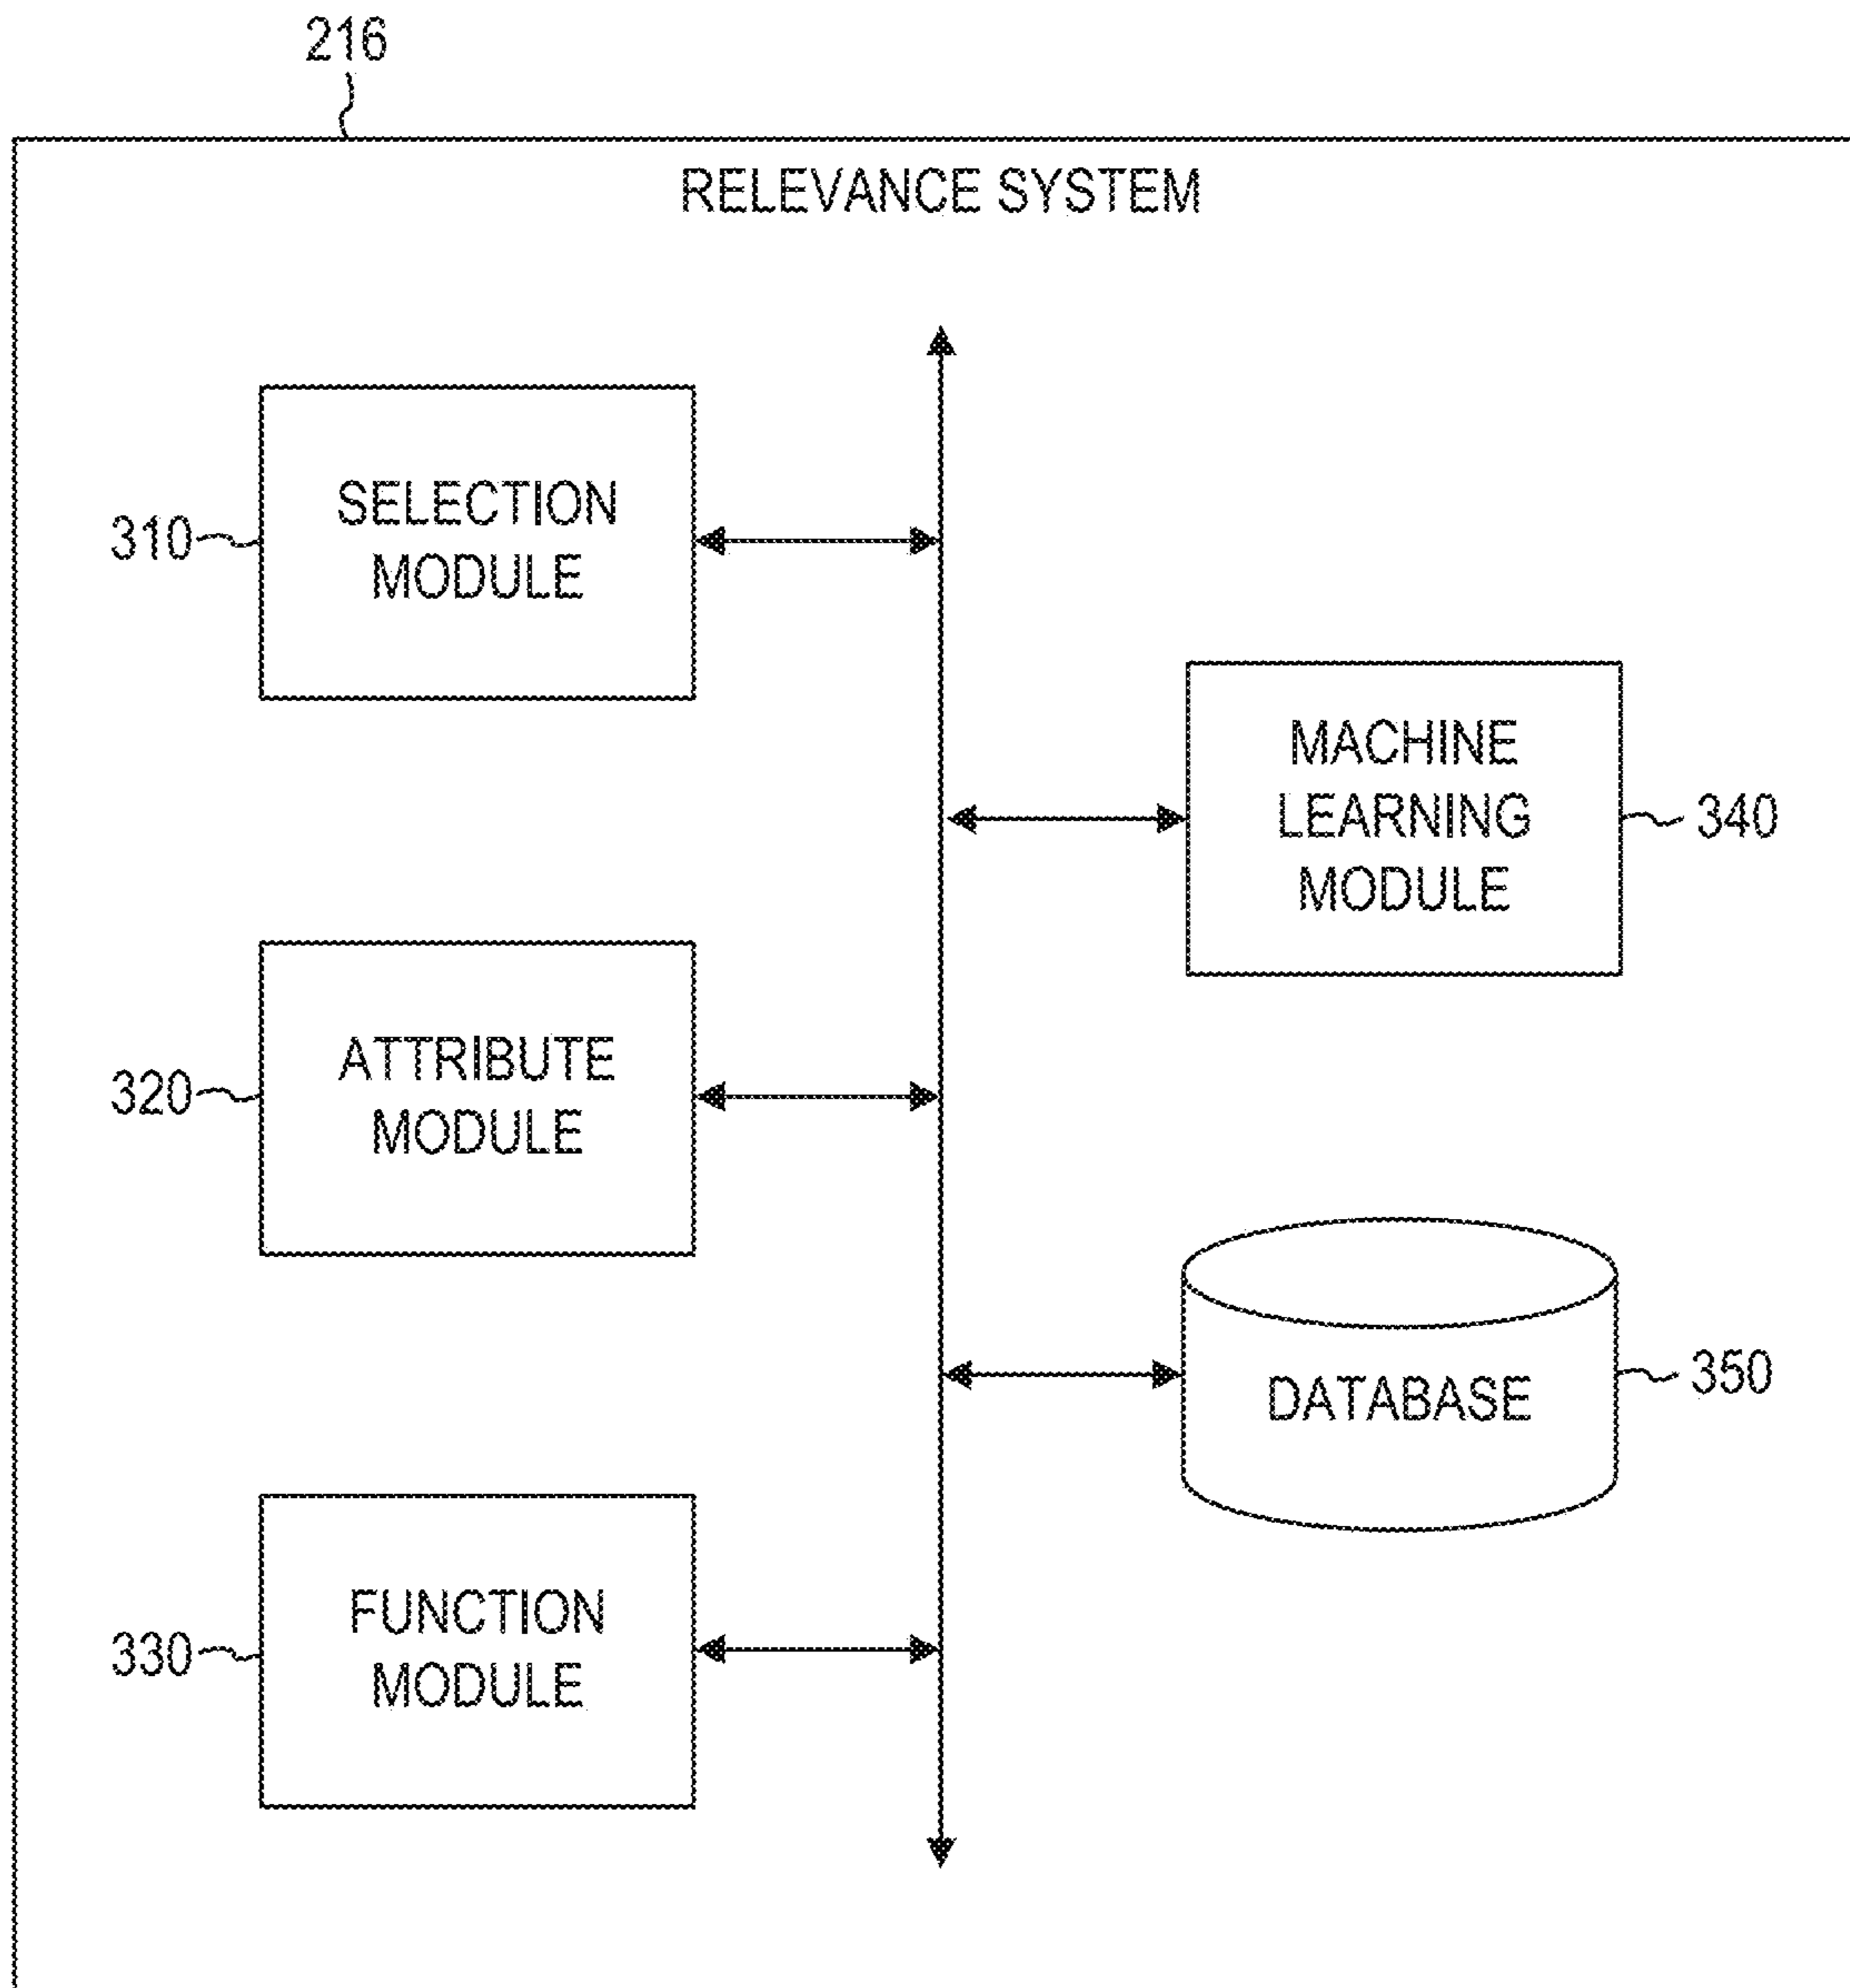 216
RELEVANCE SYSTEM
310
SELECTION
MODULE
MACHINE
LEARNING
MODULE
340
320
ATTRIBUTE
MODULE
DATABASE
350
330
FUNCTION
MODULE